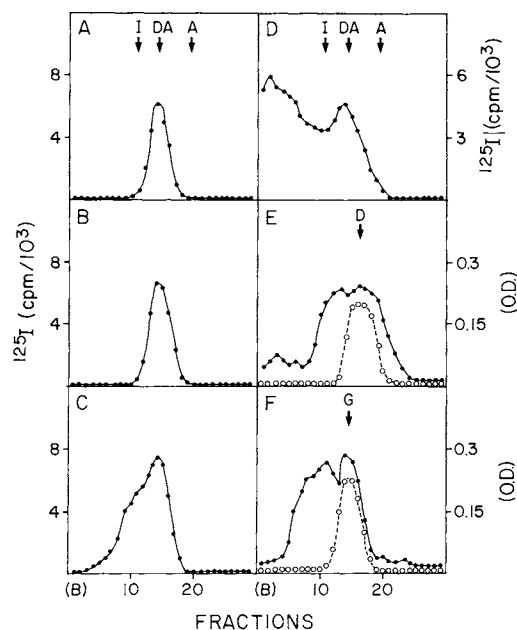 A I DA A
D I DA A
8
4
6
3
¹²⁵I (cpm/10³)
B
8
4
E D
0.3
0.15
(O.D.)
¹²⁵I (cpm/10³)
C
8
4
F G
0.3
0.15
(O.D.)
(B) 10 20
(B) 10 20
FRACTIONS